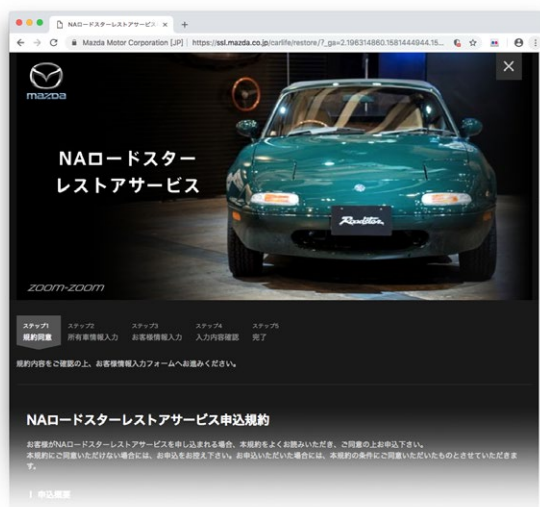 NAロードスターレストアサービス
Mazda Motor Corporation [JP] | https://ssl.mazda.co.jp/carlife/restore/?_ga=2.196314860.1581444944.15...
mazda
NAロードスター
レストアサービス
Roadster
zoom-zoom
ステップ1 ステップ2 ステップ3 ステップ4 ステップ5
規約同意 所有車情報入力 お客様情報入力 入力内容確認 完了
規約内容をご確認の上、お客様情報入力フォームへお進みください。
NAロードスターレストアサービス申込規約
お客様がNAロードスターレストアサービスを申し込まれる場合、本規約をよくお読みいただき、ご同意の上お申込下さい。
本規約にご同意いただけない場合には、お申込をお控え下さい。お申込いただいた場合には、本規約の条件にご同意いただいたものとさせていただきま
す。
申込概要